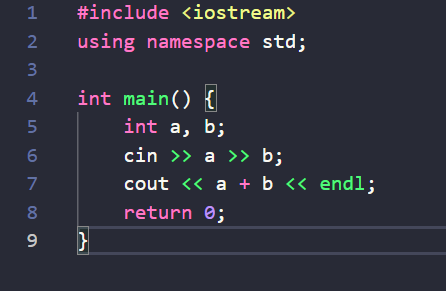 1 #include <iostream>
2 using namespace std;
3
4 int main() {
5     int a, b;
6     cin >> a >> b;
7     cout << a + b << endl;
8     return 0;
9 }